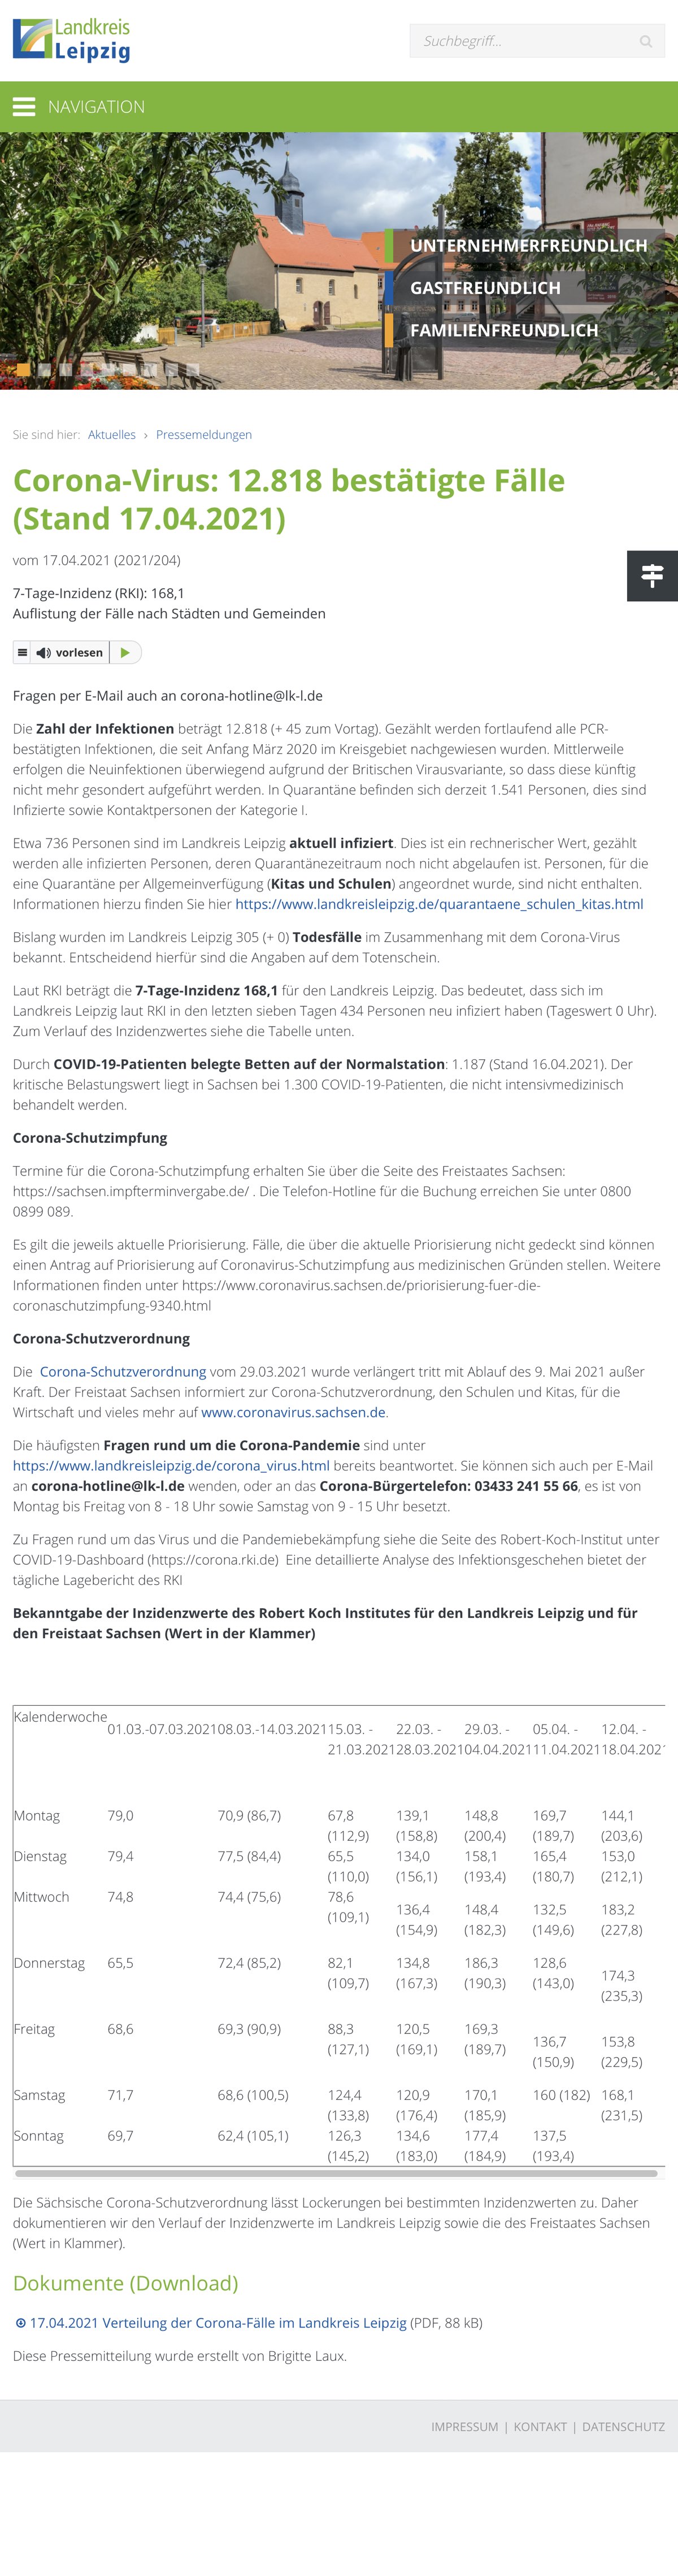 Landkreis
Leipzig
Suchbegriff...
NAVIGATION
UNTERNEHMERFREUNDLICH
GASTFREUNDLICH
FAMILIENFREUNDLICH
Sie sind hier: Aktuelles › Pressemeldungen
Corona-Virus: 12.818 bestätigte Fälle
(Stand 17.04.2021)
vom 17.04.2021 (2021/204)
7-Tage-Inzidenz (RKI): 168,1
Auflistung der Fälle nach Städten und Gemeinden
vorlesen
Fragen per E-Mail auch an corona-hotline@lk-l.de
Die Zahl der Infektionen beträgt 12.818 (+ 45 zum Vortag). Gezählt werden fortlaufend alle PCR-
bestätigten Infektionen, die seit Anfang März 2020 im Kreisgebiet nachgewiesen wurden. Mittlerweile
erfolgen die Neuinfektionen überwiegend aufgrund der Britischen Virausvariante, so dass diese künftig
nicht mehr gesondert aufgeführt werden. In Quarantäne befinden sich derzeit 1.541 Personen, dies sind
Infizierte sowie Kontaktpersonen der Kategorie I.
Etwa 736 Personen sind im Landkreis Leipzig aktuell infiziert. Dies ist ein rechnerischer Wert, gezählt
werden alle infizierten Personen, deren Quarantänezeitraum noch nicht abgelaufen ist. Personen, für die
eine Quarantäne per Allgemeinverfügung (Kitas und Schulen) angeordnet wurde, sind nicht enthalten.
Informationen hierzu finden Sie hier https://www.landkreisleipzig.de/quarantaene_schulen_kitas.html
Bislang wurden im Landkreis Leipzig 305 (+ 0) Todesfälle im Zusammenhang mit dem Corona-Virus
bekannt. Entscheidend hierfür sind die Angaben auf dem Totenschein.
Laut RKI beträgt die 7-Tage-Inzidenz 168,1 für den Landkreis Leipzig. Das bedeutet, dass sich im
Landkreis Leipzig laut RKI in den letzten sieben Tagen 434 Personen neu infiziert haben (Tageswert 0 Uhr).
Zum Verlauf des Inzidenzwertes siehe die Tabelle unten.
Durch COVID-19-Patienten belegte Betten auf der Normalstation: 1.187 (Stand 16.04.2021). Der
kritische Belastungswert liegt in Sachsen bei 1.300 COVID-19-Patienten, die nicht intensivmedizinisch
behandelt werden.
Corona-Schutzimpfung
Termine für die Corona-Schutzimpfung erhalten Sie über die Seite des Freistaates Sachsen:
https://sachsen.impfterminvergabe.de/ . Die Telefon-Hotline für die Buchung erreichen Sie unter 0800
0899 089.
Es gilt die jeweils aktuelle Priorisierung. Fälle, die über die aktuelle Priorisierung nicht gedeckt sind können
einen Antrag auf Priorisierung auf Coronavirus-Schutzimpfung aus medizinischen Gründen stellen. Weitere
Informationen finden unter https://www.coronavirus.sachsen.de/priorisierung-fuer-die-
coronaschutzimpfung-9340.html
Corona-Schutzverordnung
Die Corona-Schutzverordnung vom 29.03.2021 wurde verlängert tritt mit Ablauf des 9. Mai 2021 außer
Kraft. Der Freistaat Sachsen informiert zur Corona-Schutzverordnung, den Schulen und Kitas, für die
Wirtschaft und vieles mehr auf www.coronavirus.sachsen.de.
Die häufigsten Fragen rund um die Corona-Pandemie sind unter
https://www.landkreisleipzig.de/corona_virus.html bereits beantwortet. Sie können sich auch per E-Mail
an corona-hotline@lk-l.de wenden, oder an das Corona-Bürgertelefon: 03433 241 55 66, es ist von
Montag bis Freitag von 8 - 18 Uhr sowie Samstag von 9 - 15 Uhr besetzt.
Zu Fragen rund um das Virus und die Pandemiebekämpfung siehe die Seite des Robert-Koch-Institut unter
COVID-19-Dashboard (https://corona.rki.de) Eine detaillierte Analyse des Infektionsgeschehen bietet der
tägliche Lagebericht des RKI
Bekanntgabe der Inzidenzwerte des Robert Koch Institutes für den Landkreis Leipzig und für
den Freistaat Sachsen (Wert in der Klammer)
Kalenderwoche 01.03.-07.03.2021 08.03.-14.03.2021 15.03. - 22.03. - 29.03. - 05.04. - 12.04. -
21.03.2021 28.03.2021 04.04.2021 11.04.2021 18.04.2021
Montag 79,0 70,9 (86,7) 67,8 139,1 148,8 169,7 144,1
(112,9) (158,8) (200,4) (189,7) (203,6)
Dienstag 79,4 77,5 (84,4) 65,5 134,0 158,1 165,4 153,0
(110,0) (156,1) (193,4) (180,7) (212,1)
Mittwoch 74,8 74,4 (75,6) 78,6 136,4 148,4 132,5 183,2
(109,1) (154,9) (182,3) (149,6) (227,8)
Donnerstag 65,5 72,4 (85,2) 82,1 134,8 186,3 128,6 174,3
(109,7) (167,3) (190,3) (143,0) (235,3)
Freitag 68,6 69,3 (90,9) 88,3 120,5 169,3 136,7 153,8
(127,1) (169,1) (189,7) (150,9) (229,5)
Samstag 71,7 68,6 (100,5) 124,4 120,9 170,1 160 (182) 168,1
(133,8) (176,4) (185,9) (231,5)
Sonntag 69,7 62,4 (105,1) 126,3 134,6 177,4 137,5
(145,2) (183,0) (184,9) (193,4)
Die Sächsische Corona-Schutzverordnung lässt Lockerungen bei bestimmten Inzidenzwerten zu. Daher
dokumentieren wir den Verlauf der Inzidenzwerte im Landkreis Leipzig sowie die des Freistaates Sachsen
(Wert in Klammer).
Dokumente (Download)
17.04.2021 Verteilung der Corona-Fälle im Landkreis Leipzig (PDF, 88 kB)
Diese Pressemitteilung wurde erstellt von Brigitte Laux.
IMPRESSUM | KONTAKT | DATENSCHUTZ